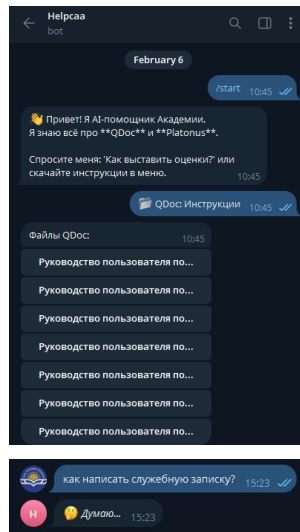 Helpcaa
bot
February 6
/start 10:45
👋 Привет! Я AI-помощник Академии.
Я знаю всё про **QDoc** и **Platonus**.
Спросите меня: 'Как выставить оценки?' или
скачайте инструкции в меню. 10:45
📂 QDoc: Инструкции 10:45
Файлы QDoc: 10:45
Руководство пользователя по...
Руководство пользователя по...
Руководство пользователя по...
Руководство пользователя по...
Руководство пользователя по...
Руководство пользователя по...
Руководство пользователя по...
как написать служебную записку? 15:23
Н
🤔 Думаю... 15:23